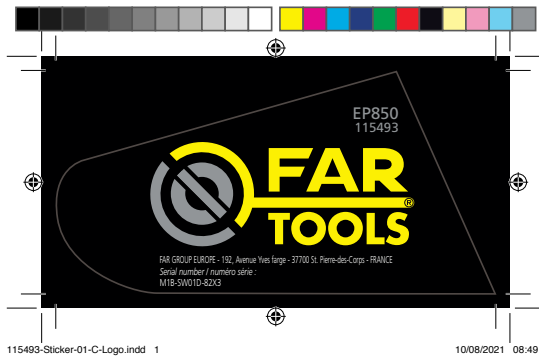 EP850
115493
FAR
®
TOOLS
FAR GROUP EUROPE - 192, Avenue Yves farge - 37700 St. Pierre-des-Corps - FRANCE
Serial number / numéro série :
M18-SW01D-82X3
115493-Sticker-01-C-Logo.indd 1
10/08/2021 08:49